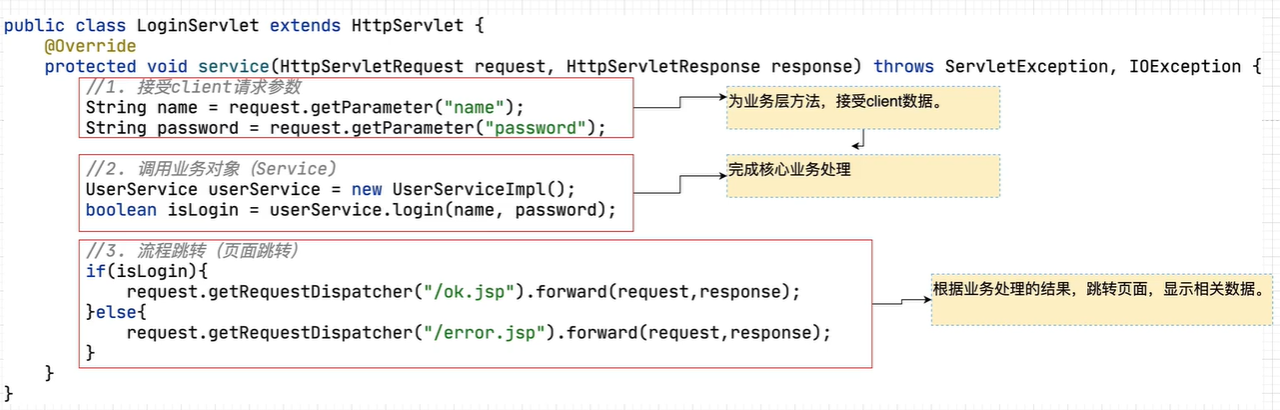 public class LoginServlet extends HttpServlet {
@Override
protected void service(HttpServletRequest request, HttpServletResponse response) throws ServletException, IOException {
//1. 接受client请求参数
String name = request.getParameter("name");
String password = request.getParameter("password");
为业务层方法，接受client数据。
//2. 调用业务对象（Service）
UserService userService = new UserServiceImpl();
boolean isLogin = userService.login(name, password);
完成核心业务处理
//3. 流程跳转（页面跳转）
if(isLogin){
request.getRequestDispatcher("/ok.jsp").forward(request,response);
}else{
request.getRequestDispatcher("/error.jsp").forward(request,response);
}
根据业务处理的结果，跳转页面，显示相关数据。
}
}